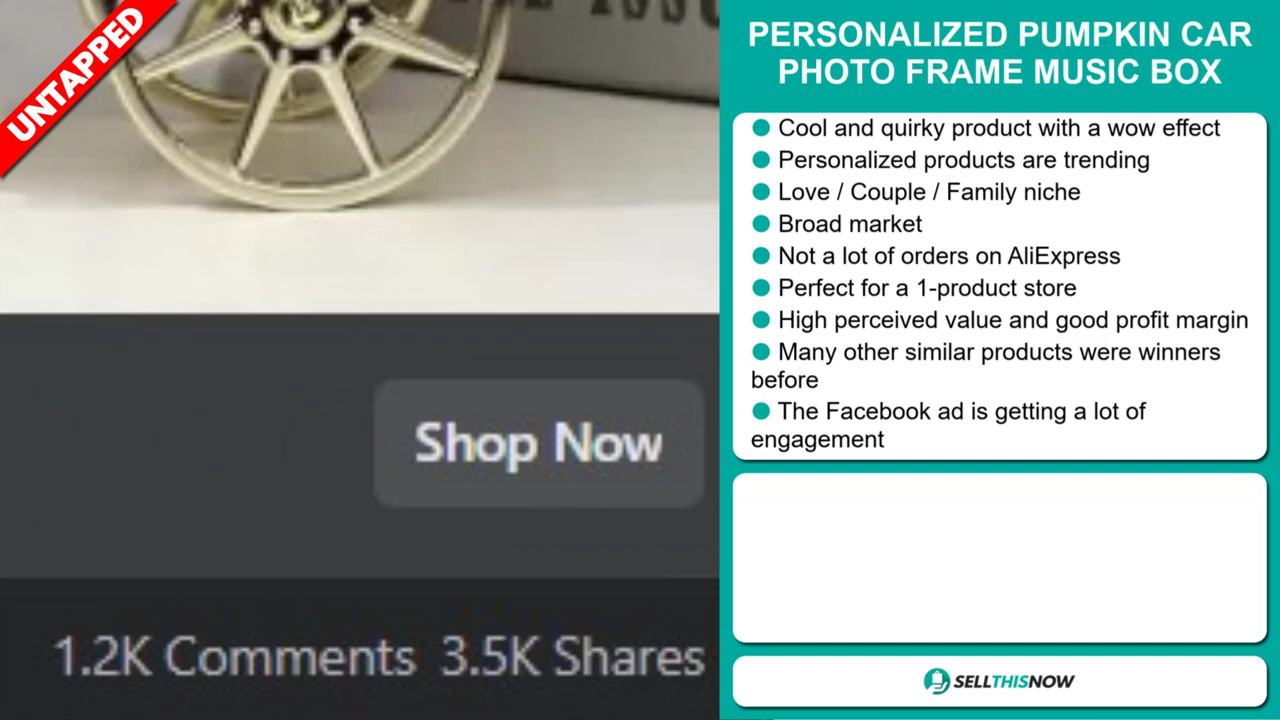 UNTAPPED
Shop Now
1.2K Comments 3.5K Shares
PERSONALIZED PUMPKIN CAR
PHOTO FRAME MUSIC BOX
● Cool and quirky product with a wow effect
● Personalized products are trending
● Love / Couple / Family niche
● Broad market
● Not a lot of orders on AliExpress
● Perfect for a 1-product store
● High perceived value and good profit margin
● Many other similar products were winners
before
● The Facebook ad is getting a lot of
engagement
SELLTHISNOW